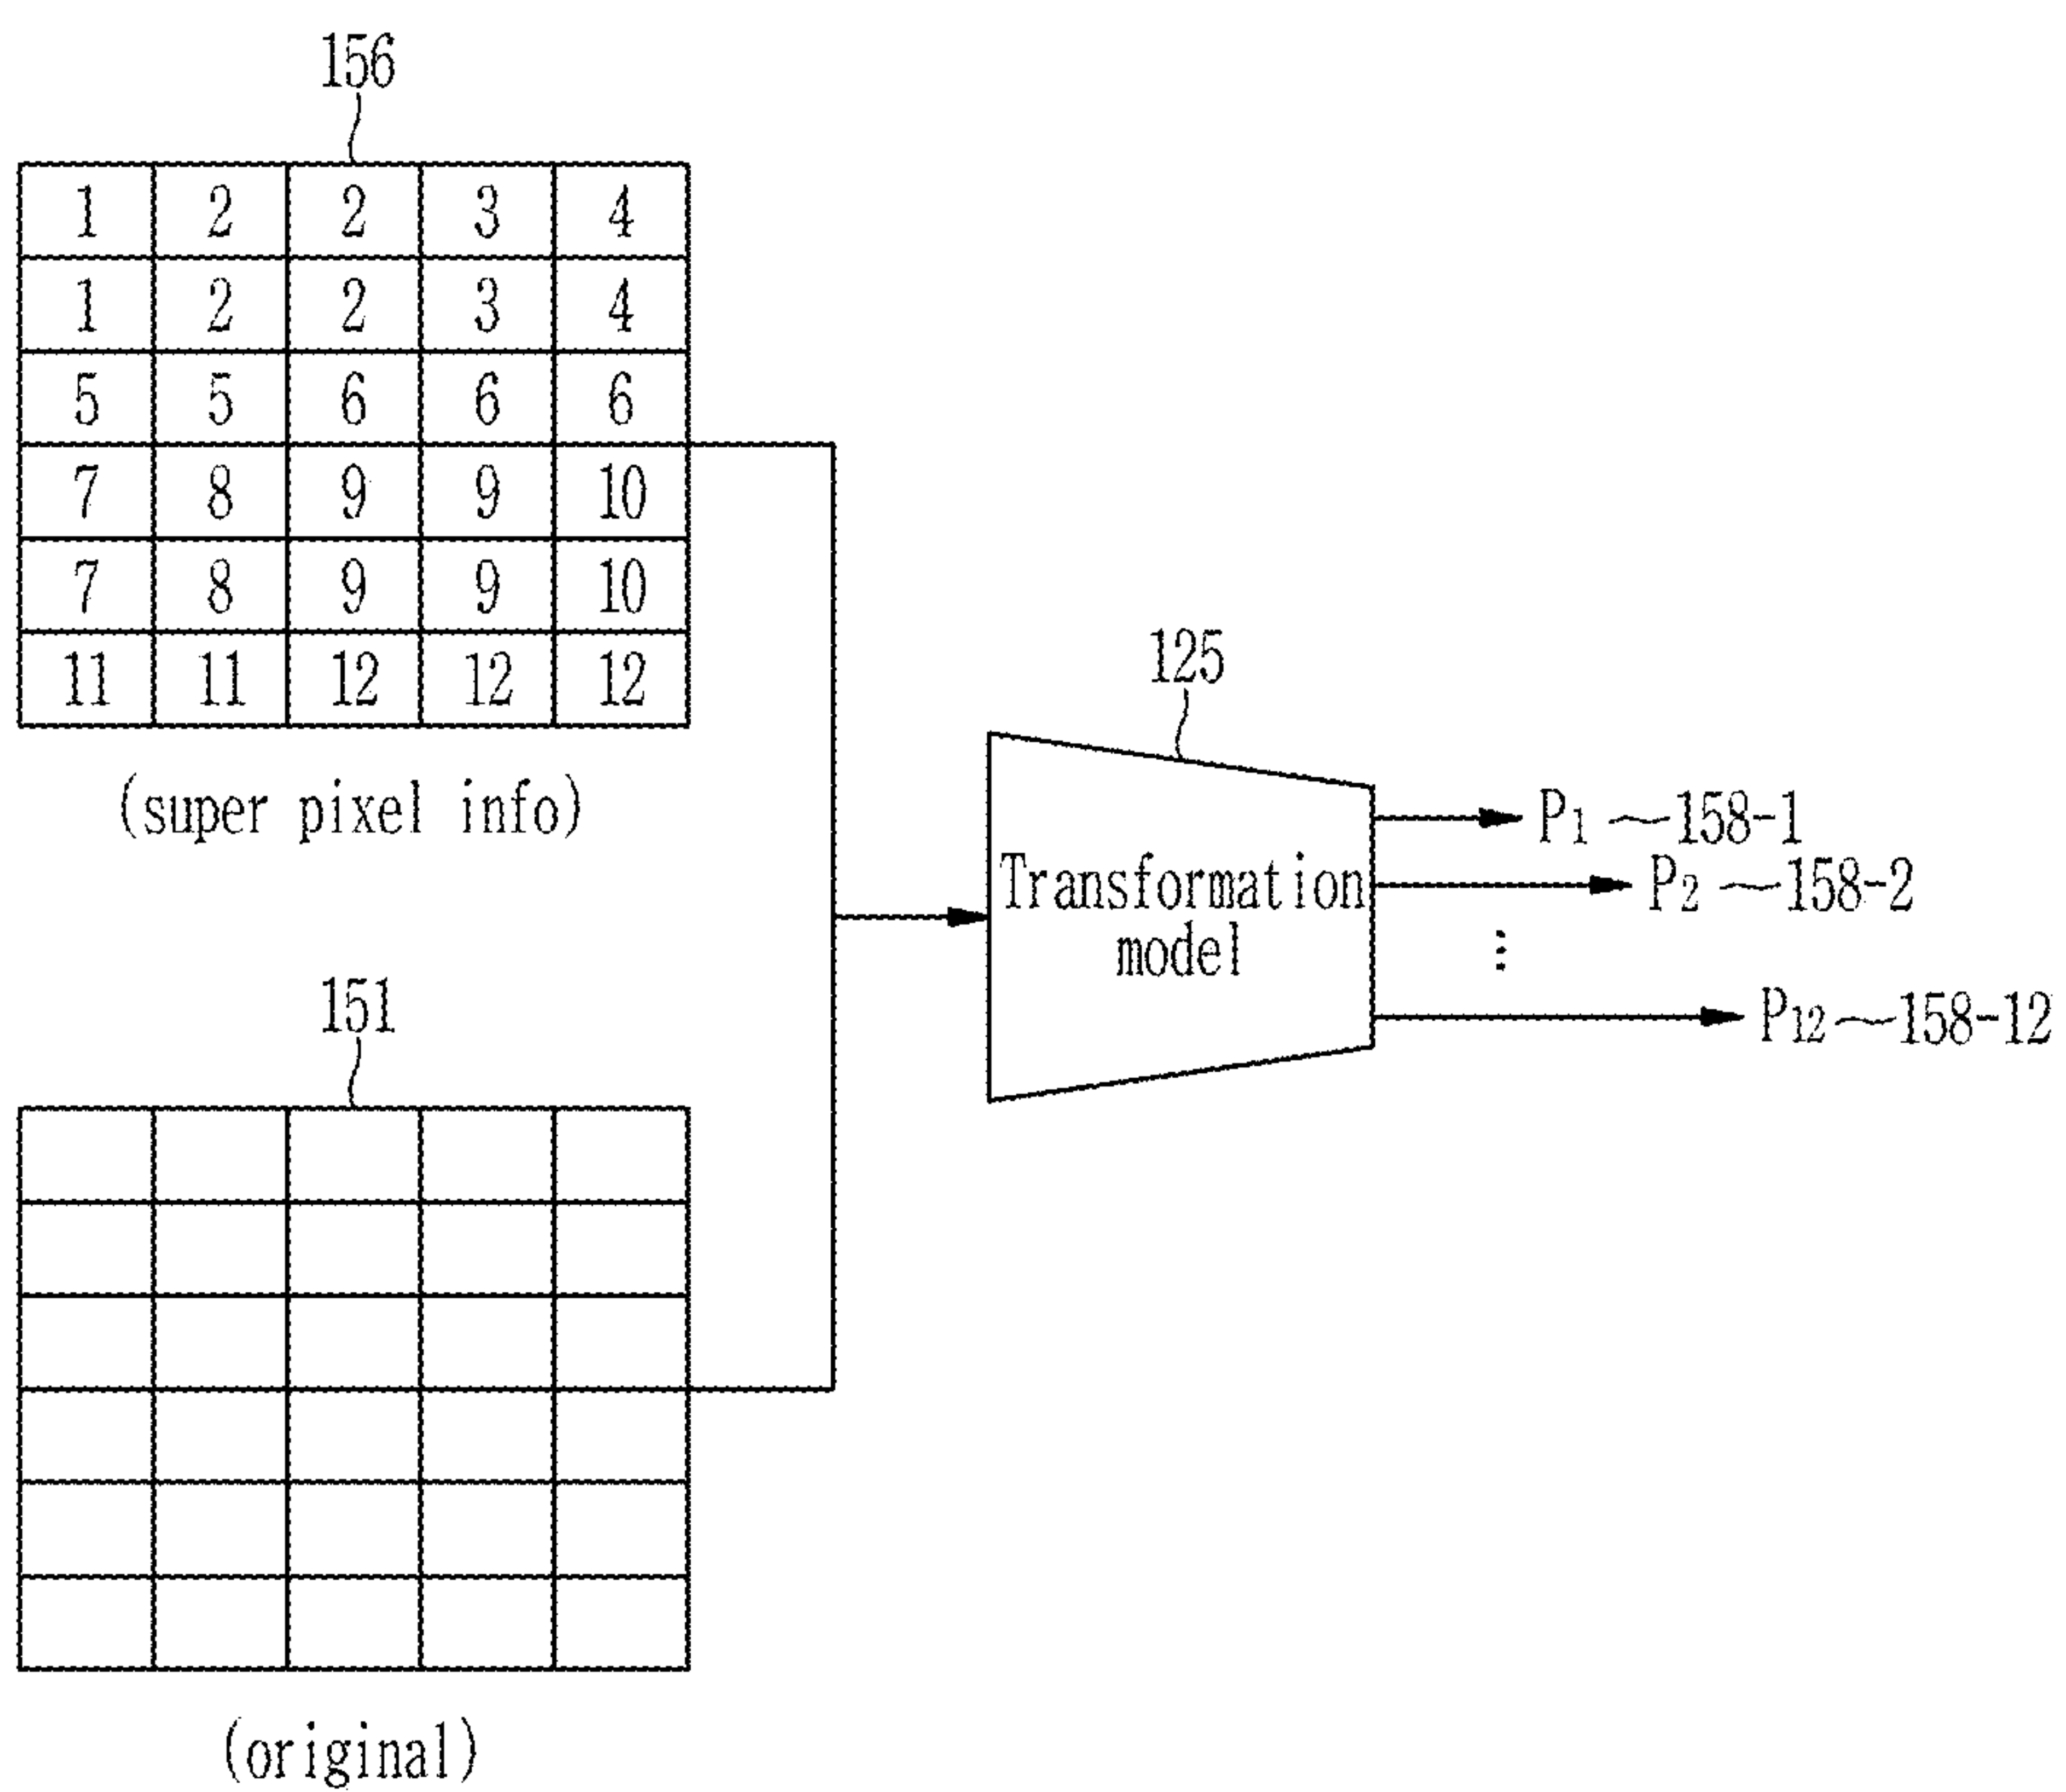 156
1 2 2 3 4
1 2 2 3 4
5 5 6 6 6
7 8 9 9 10
7 8 9 9 10
11 11 12 12 12
(super pixel info)
125
Transformation
model
P1 158-1
P2 158-2
⋮
P12 158-12
151
(original)